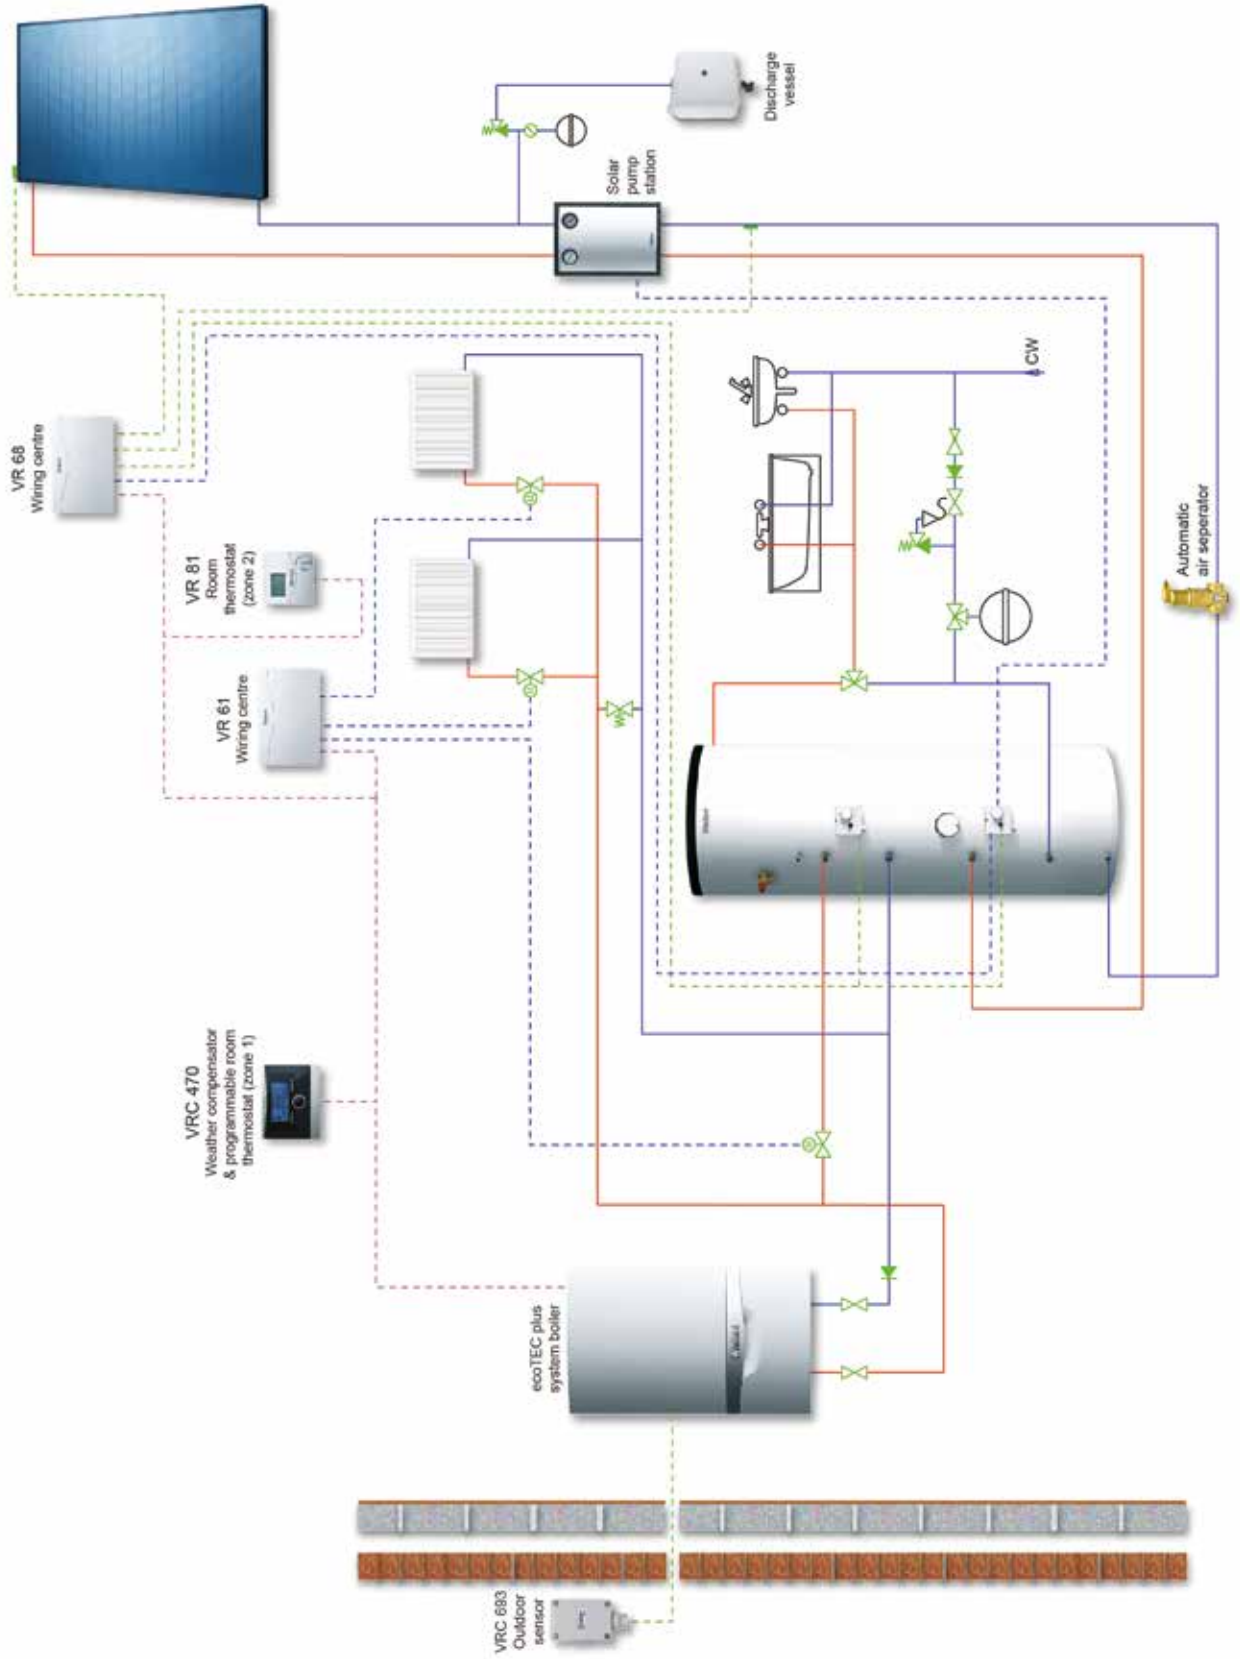 VRC 693
Outdoor
sensor
ecoTEC plus
system boiler
VRC 470
Weather compensator
& programmable room
thermostat (zone 1)
VR 61
Wiring centre
VR 81
Room
thermostat
(zone 2)
VR 68
Wiring centre
Solar
pump
station
Discharge
vessel
CW
Automatic
air seperator